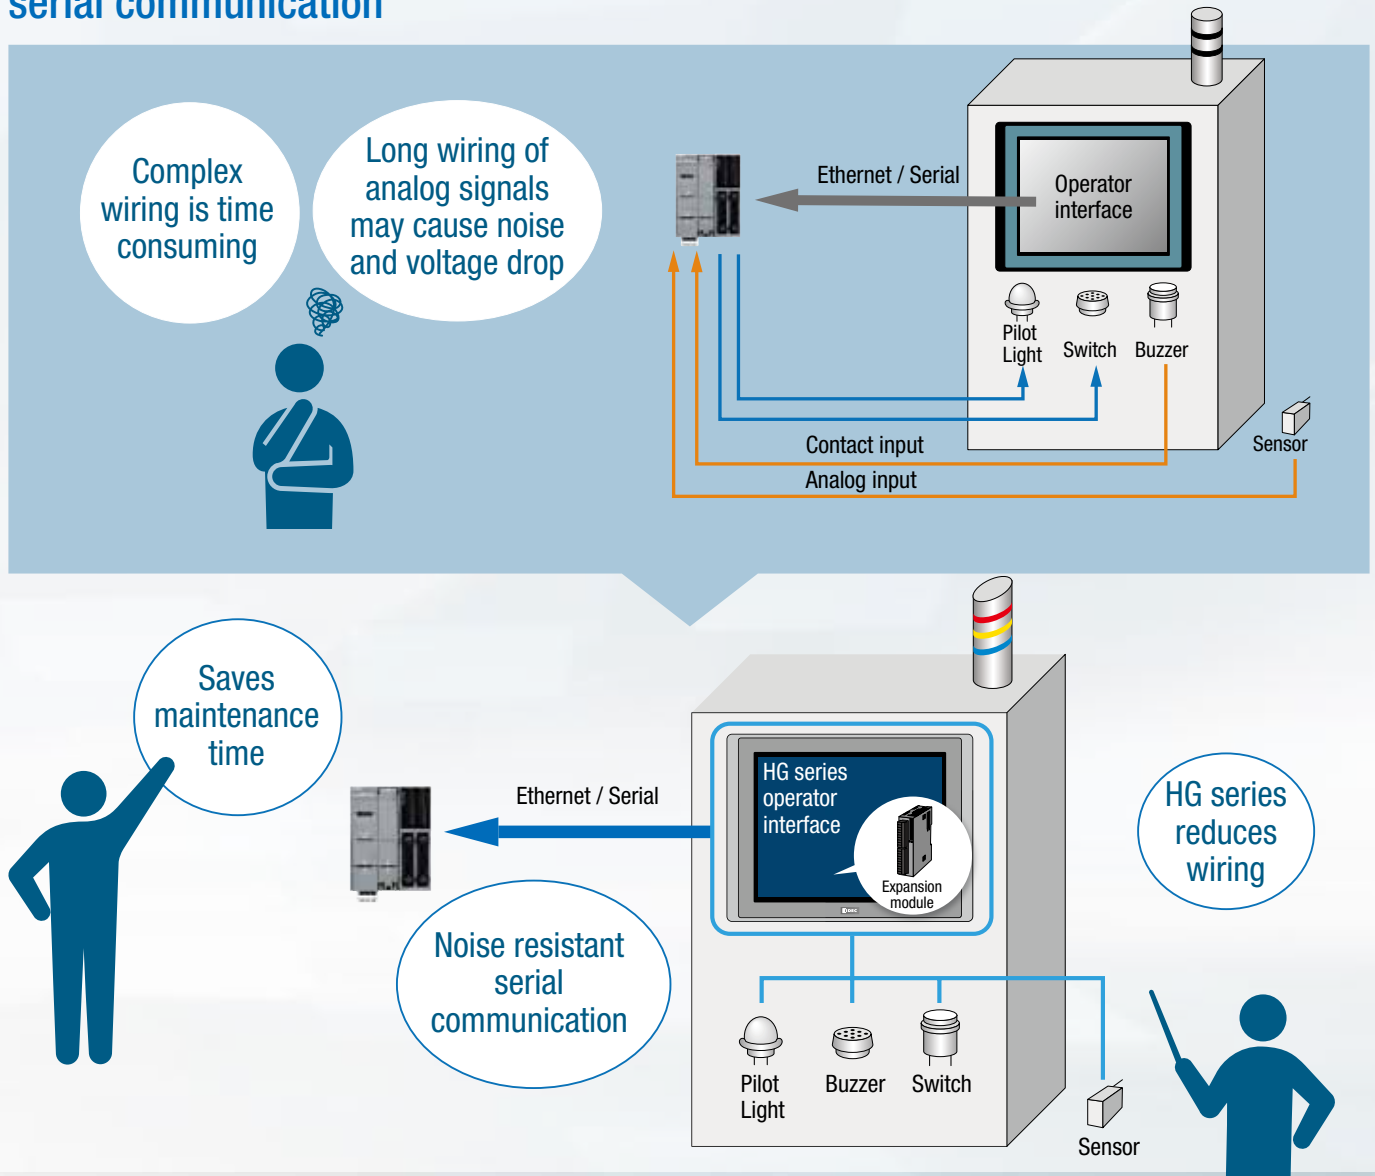 serial communication
Complex
wiring is time
consuming
Long wiring of
analog signals
may cause noise
and voltage drop
Ethernet / Serial
Operator
interface
Pilot
Light
Switch
Buzzer
Contact input
Analog input
Sensor
Saves
maintenance
time
Ethernet / Serial
HG series
operator
interface
Expansion
module
IDEC
HG series
reduces
wiring
Noise resistant
serial
communication
Pilot
Light
Buzzer
Switch
Sensor